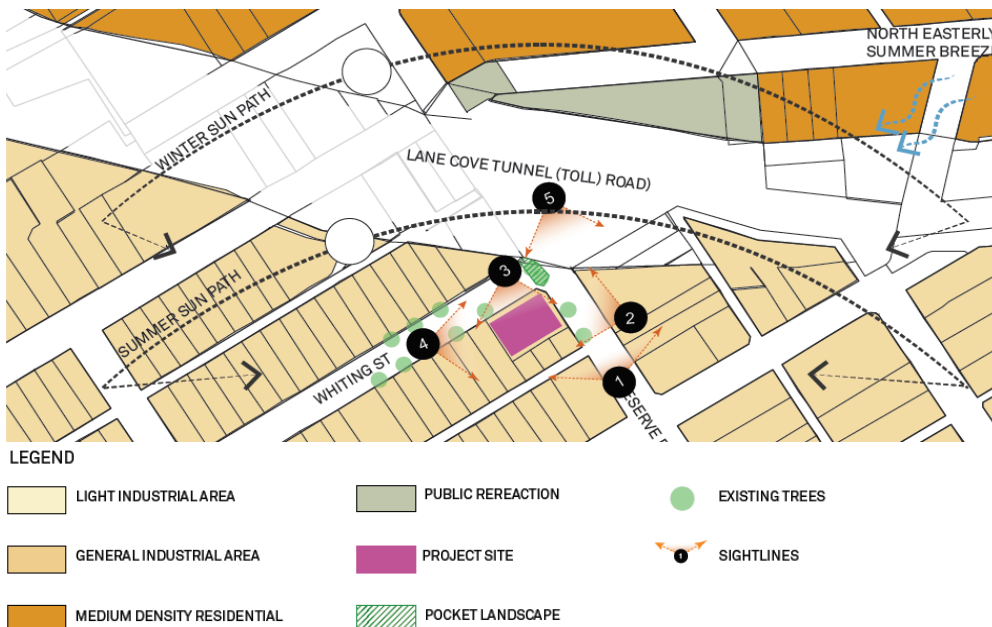 NORTH EASTERLY
SUMMER BREEZE
WINTER SUN PATH
LANE COVE TUNNEL (TOLL) ROAD)
5
3
SUMMER SUN PATH
2
4
WHITING ST
1
LEGEND
LIGHT INDUSTRIAL AREA
PUBLIC REREACTION
EXISTING TREES
GENERAL INDUSTRIAL AREA
PROJECT SITE
1
SIGHTLINES
MEDIUM DENSITY RESIDENTIAL
POCKET LANDSCAPE